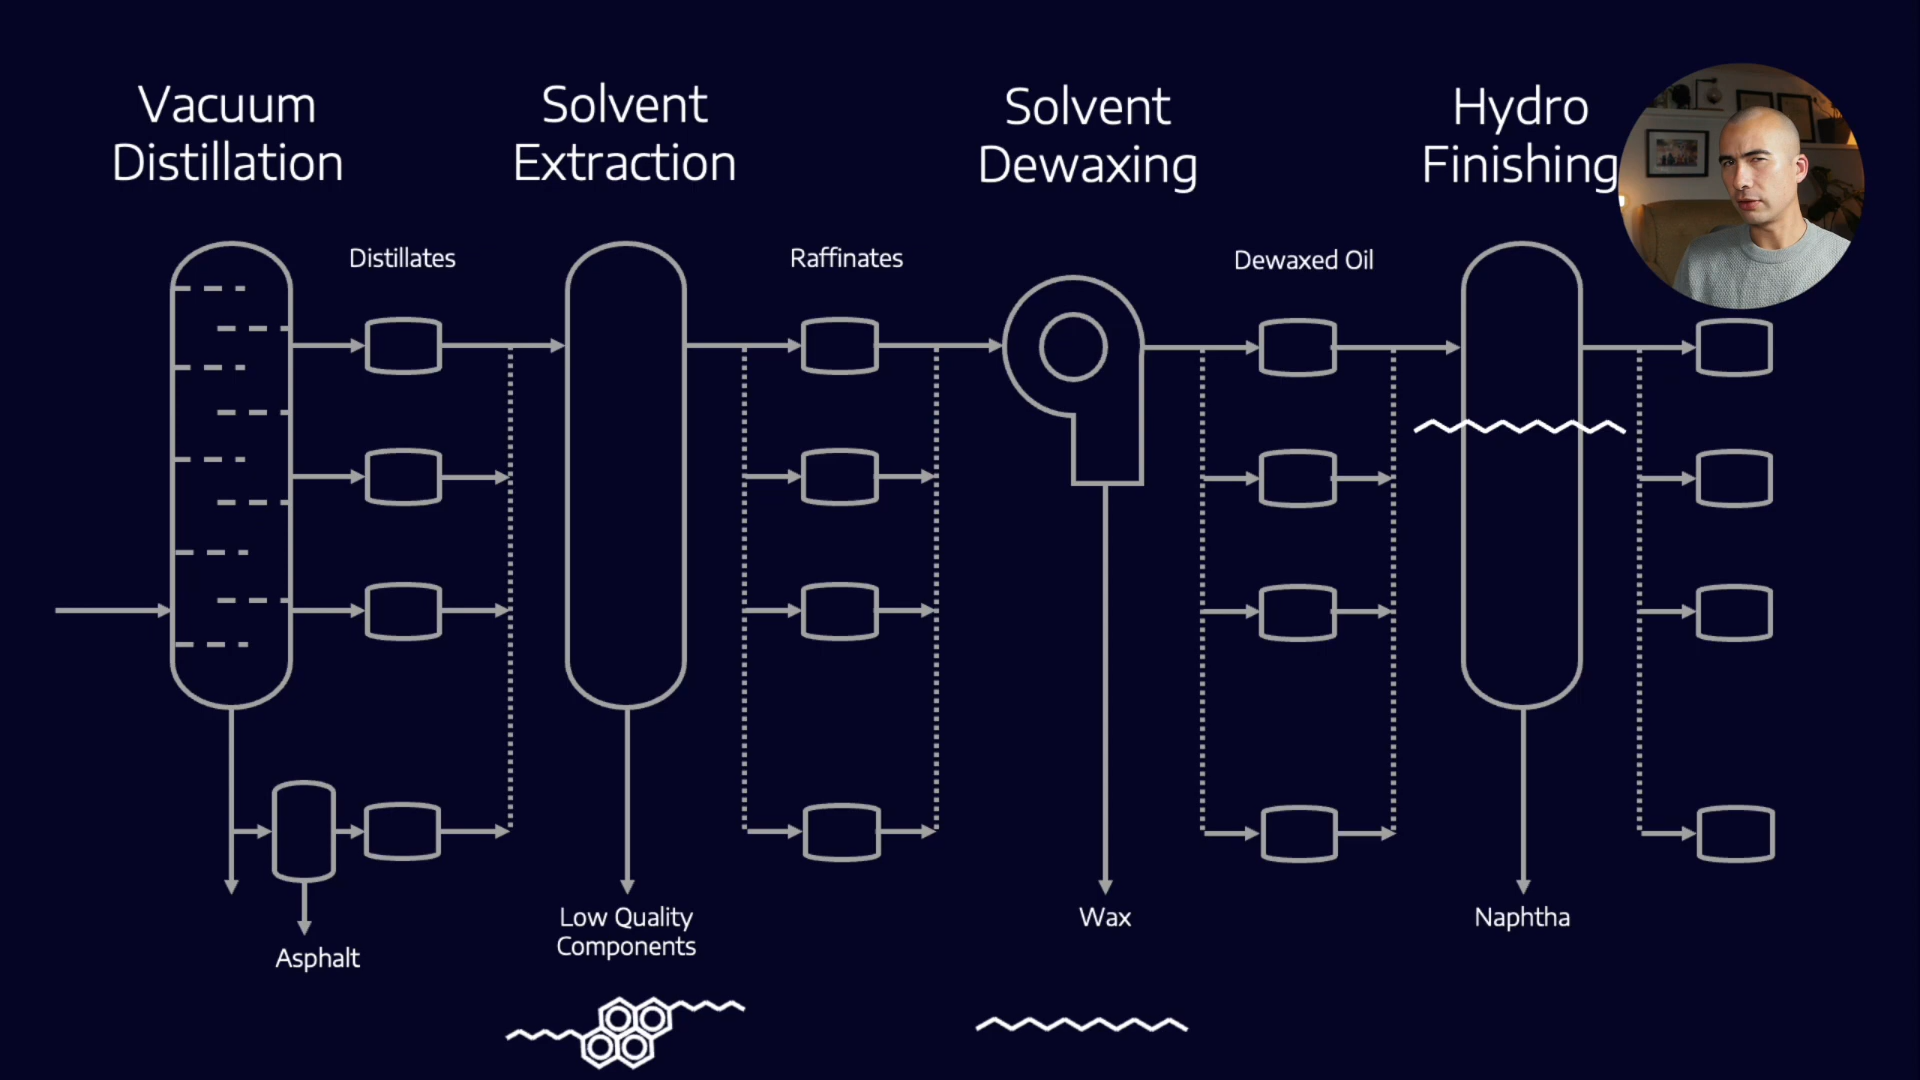 Vacuum
Distillation
Solvent
Extraction
Solvent
Dewaxing
Hydro
Finishing
Distillates
Raffinates
Dewaxed Oil
Asphalt
Low Quality
Components
Wax
Naphtha